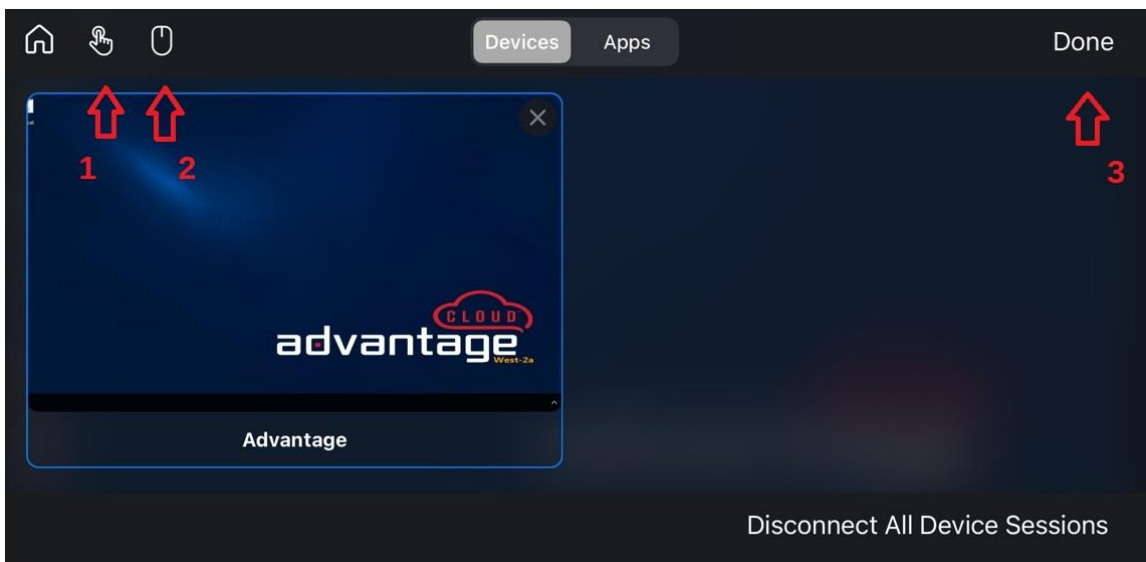 Devices Apps Done
1 2 3
CLOUD
advantage
West-2a
Advantage
Disconnect All Device Sessions